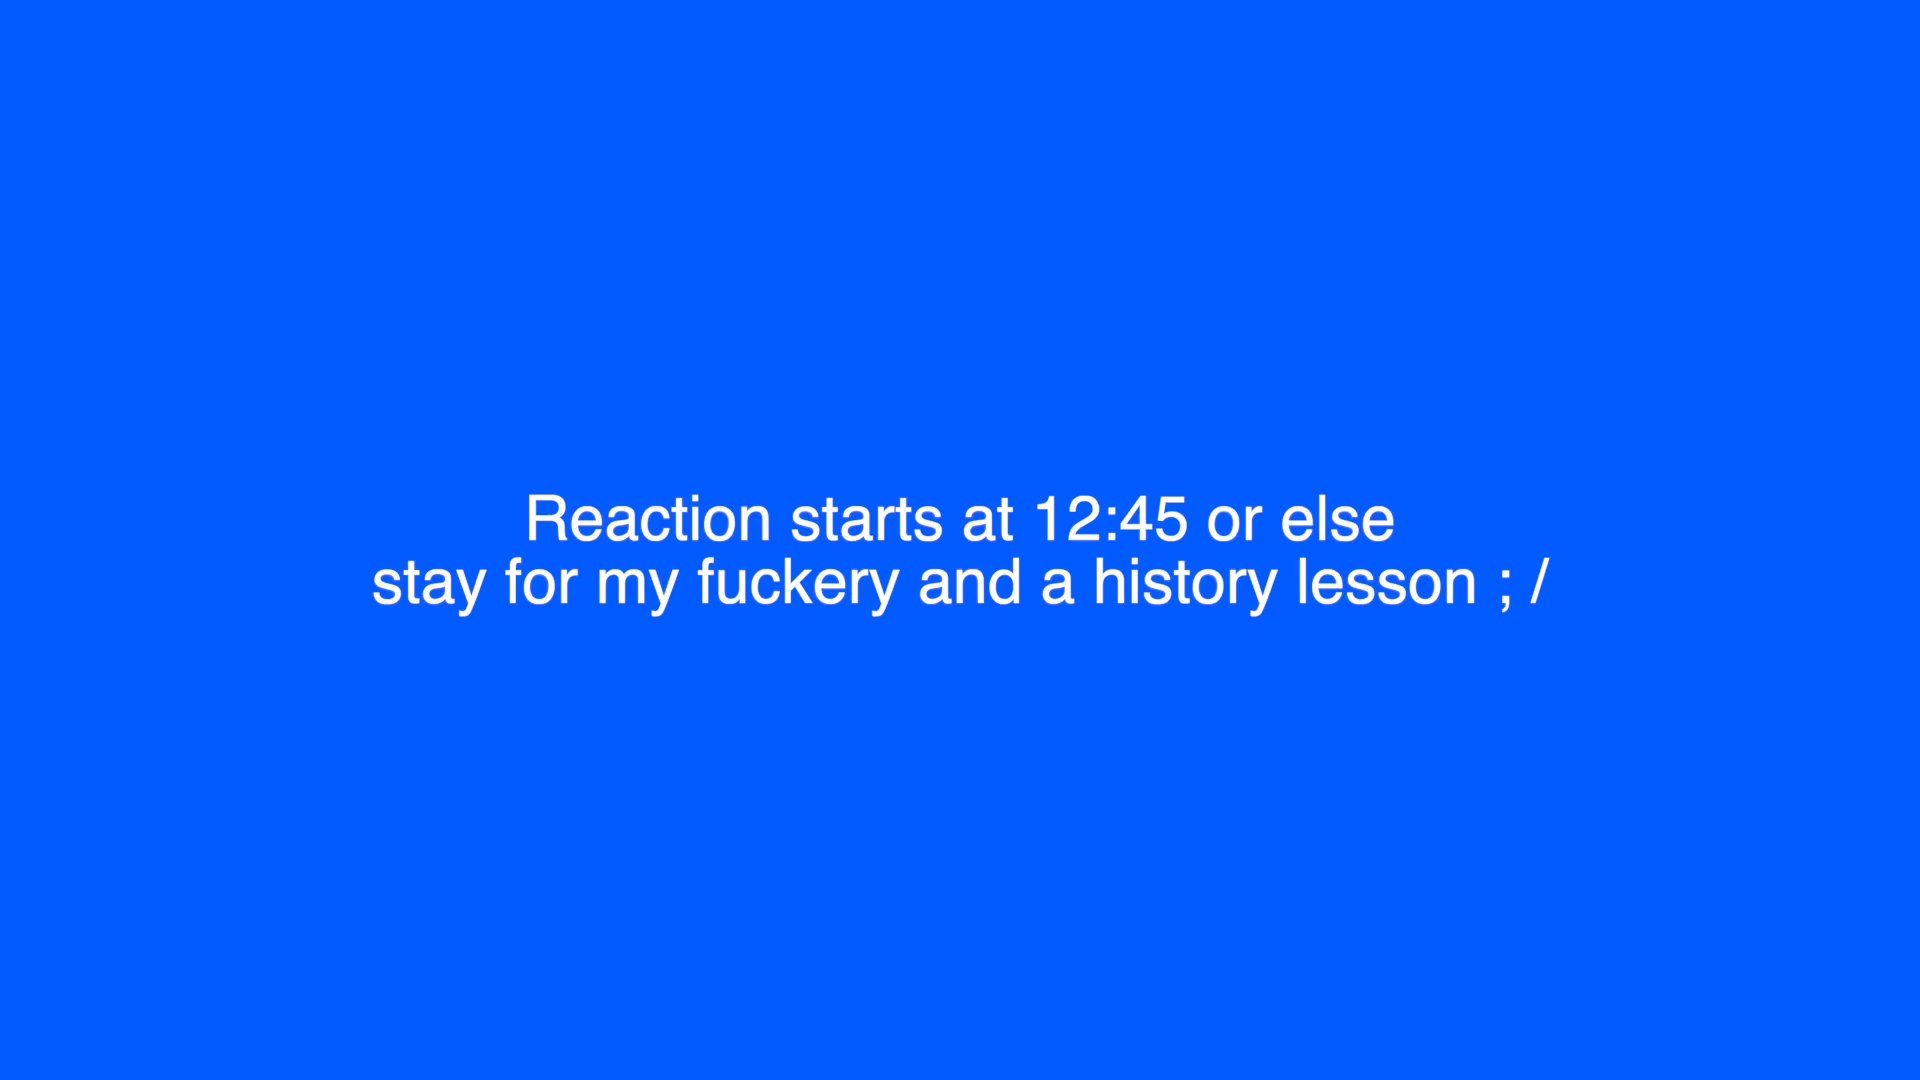 Reaction starts at 12:45 or else
stay for my fuckery and a history lesson ; /